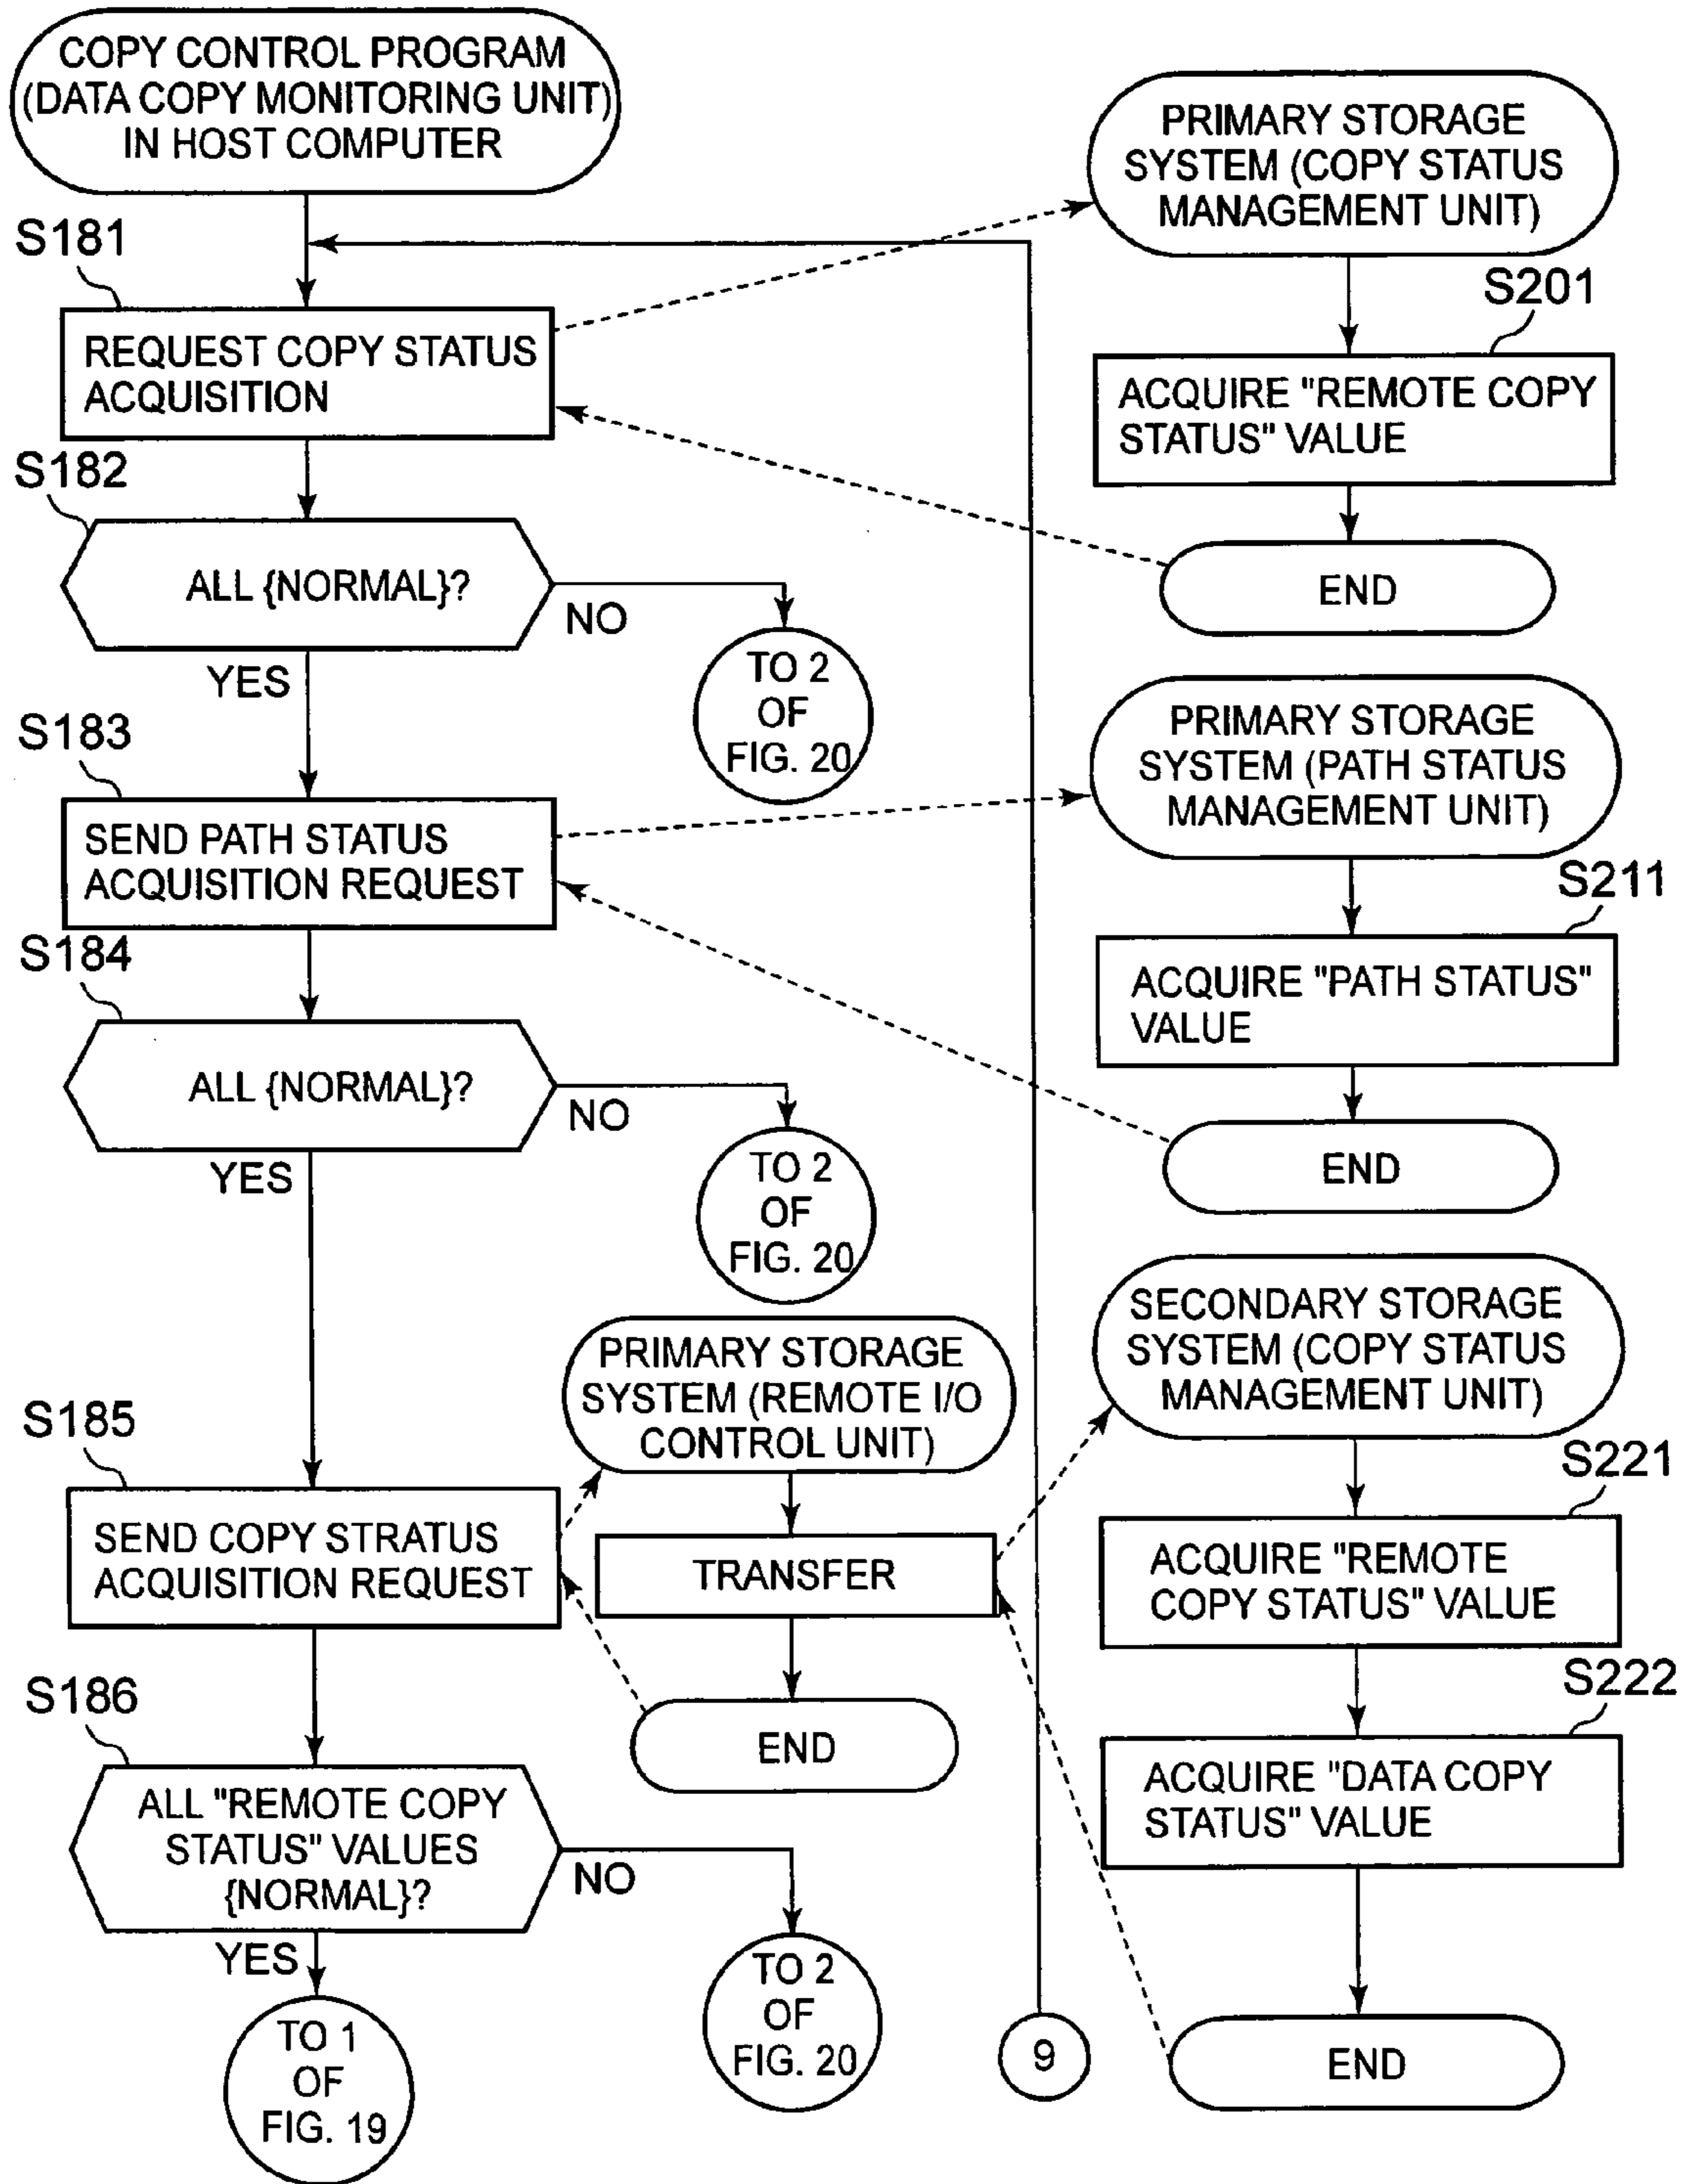 COPY CONTROL PROGRAM
(DATA COPY MONITORING UNIT)
IN HOST COMPUTER
PRIMARY STORAGE
SYSTEM (COPY STATUS
MANAGEMENT UNIT)
S181
REQUEST COPY STATUS
ACQUISITION
S201
ACQUIRE "REMOTE COPY
STATUS" VALUE
S182
ALL {NORMAL}?
NO
YES
END
TO 2
OF
FIG. 20
S183
SEND PATH STATUS
ACQUISITION REQUEST
PRIMARY STORAGE
SYSTEM (PATH STATUS
MANAGEMENT UNIT)
S211
ACQUIRE "PATH STATUS"
VALUE
S184
ALL {NORMAL}?
NO
YES
END
TO 2
OF
FIG. 20
PRIMARY STORAGE
SYSTEM (REMOTE I/O
CONTROL UNIT)
SECONDARY STORAGE
SYSTEM (COPY STATUS
MANAGEMENT UNIT)
S185
SEND COPY STRATUS
ACQUISITION REQUEST
TRANSFER
S221
ACQUIRE "REMOTE
COPY STATUS" VALUE
END
S222
ACQUIRE "DATA COPY
STATUS" VALUE
S186
ALL "REMOTE COPY
STATUS" VALUES
{NORMAL}?
NO
YES
TO 2
OF
FIG. 20
9
END
TO 1
OF
FIG. 19